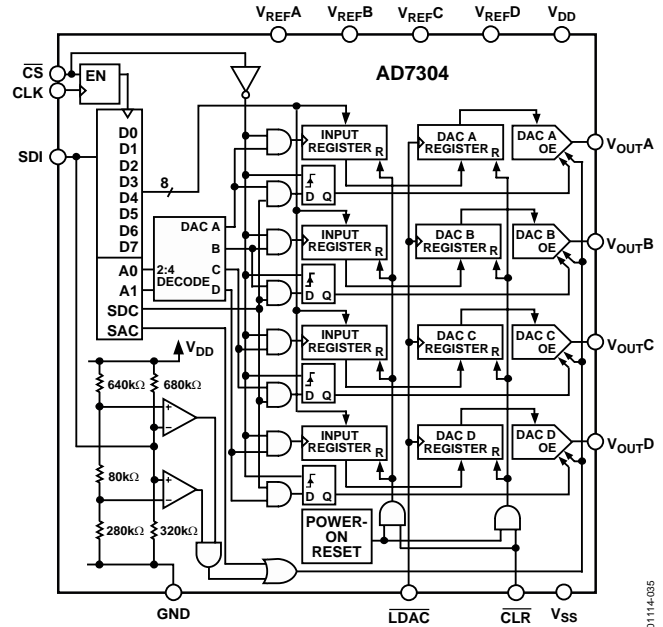 VREFA VREFB VREFC VREFD VDD
AD7304
CS
CLK
EN
SDI
D0
D1
D2
D3
D4
D5
D6
D7
8
A0
A1
SDC
SAC
2:4
DECODE
DAC A
B
C
D
INPUT
REGISTER R
D Q
DAC A
REGISTER R
DAC A
OE
VOUTA
INPUT
REGISTER R
D Q
DAC B
REGISTER R
DAC B
OE
VOUTB
INPUT
REGISTER R
D Q
DAC C
REGISTER R
DAC C
OE
VOUTC
INPUT
REGISTER R
D Q
DAC D
REGISTER R
DAC D
OE
VOUTD
VDD
640kΩ 680kΩ
+
–
80kΩ
+
–
280kΩ 320kΩ
POWER-
ON
RESET
GND LDAC CLR VSS
01114-035